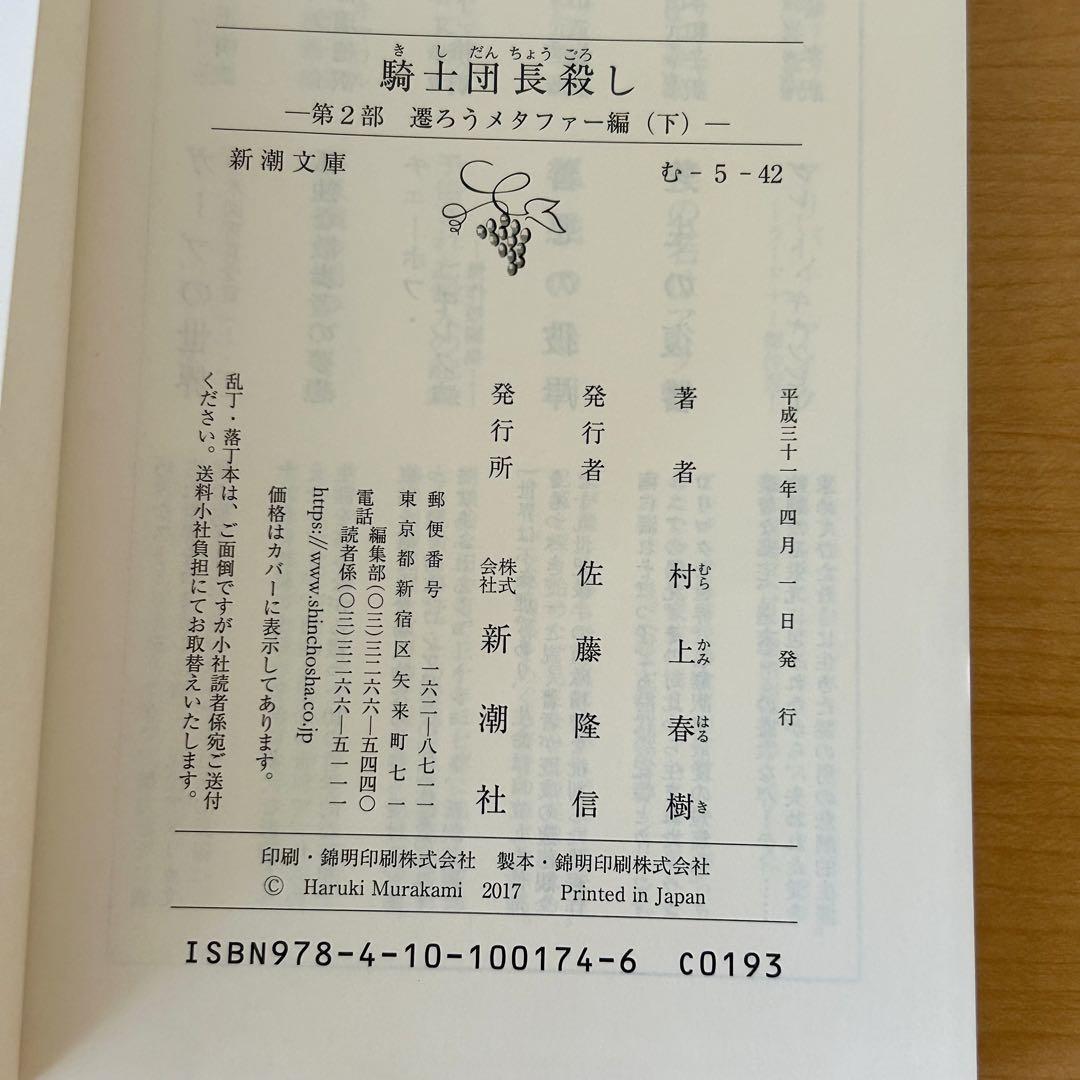 きしだんちょうごろ
騎士団長殺し
―第2部 遷ろうメタファー編(下)―
新潮文庫
む-5-42
平成三十一年四月一日発行
著者 村上春樹
むらかみはるき
発行者 佐藤隆信
発行所 株式会社 新潮社
郵便番号 一六二―八七一一
東京都新宿区矢来町七一
電話 編集部(〇三)三二六六―五四四〇
読者係(〇三)三二六六―五一一一
https://www.shinchosha.co.jp
価格はカバーに表示してあります。
乱丁・落丁本は、ご面倒ですが小社読者係宛ご送付
ください。送料小社負担にてお取替えいたします。
印刷・錦明印刷株式会社 製本・錦明印刷株式会社
© Haruki Murakami 2017 Printed in Japan
ISBN978-4-10-100174-6 C0193